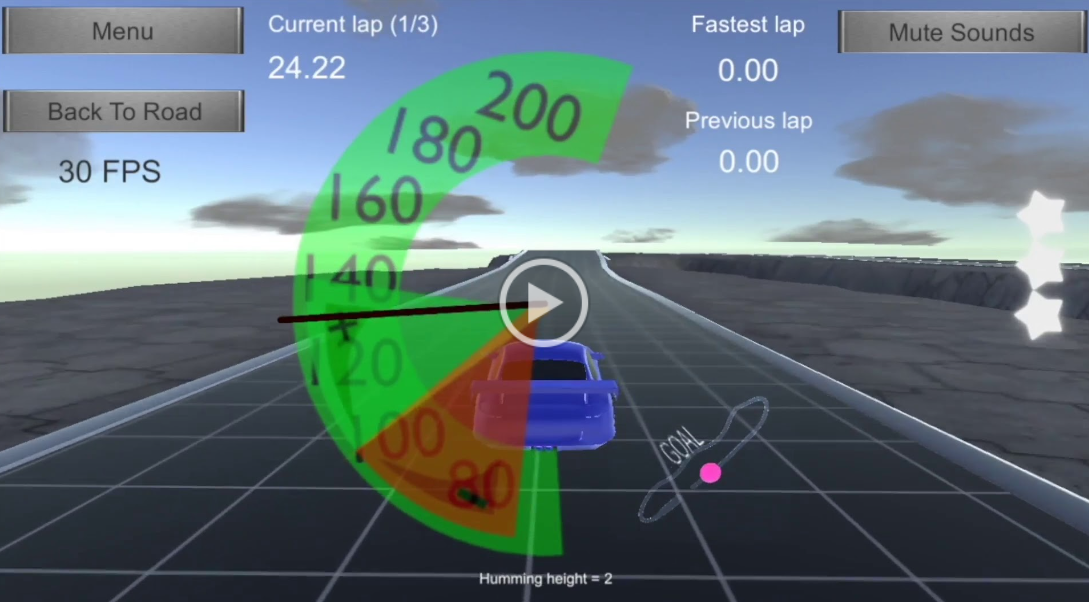 Menu
Current lap (1/3)
24.22
Fastest lap
0.00
Mute Sounds
Back To Road
Previous lap
0.00
30 FPS
200
180
160
140
+
120
100
80
-
GOAL
Humming height = 2